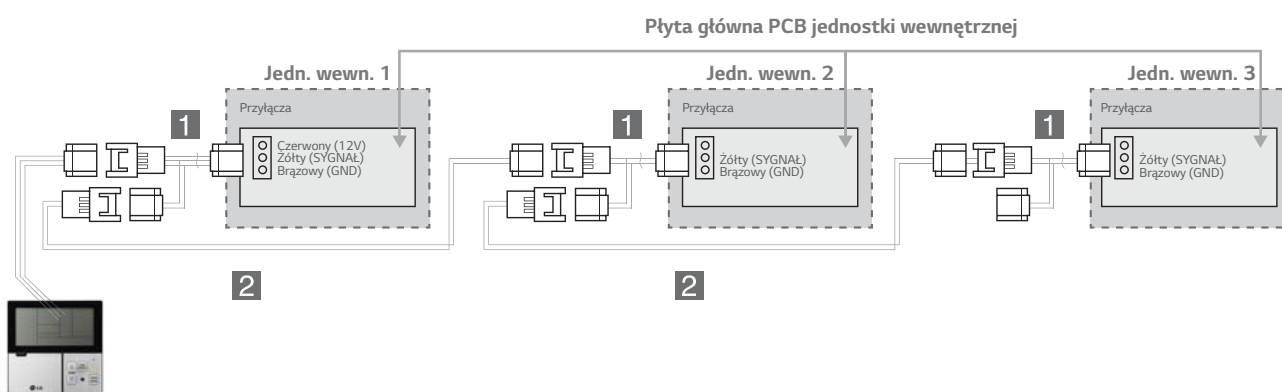 Płyta główna PCB jednostki wewnętrznej
Jedn. wewn. 1
Jedn. wewn. 2
Jedn. wewn. 3
Przyłącza
Przyłącza
Przyłącza
1
1
1
Czerwony (12V)
Żółty (SYGNAŁ)
Brązowy (GND)
Żółty (SYGNAŁ)
Brązowy (GND)
Żółty (SYGNAŁ)
Brązowy (GND)
2
2
LG